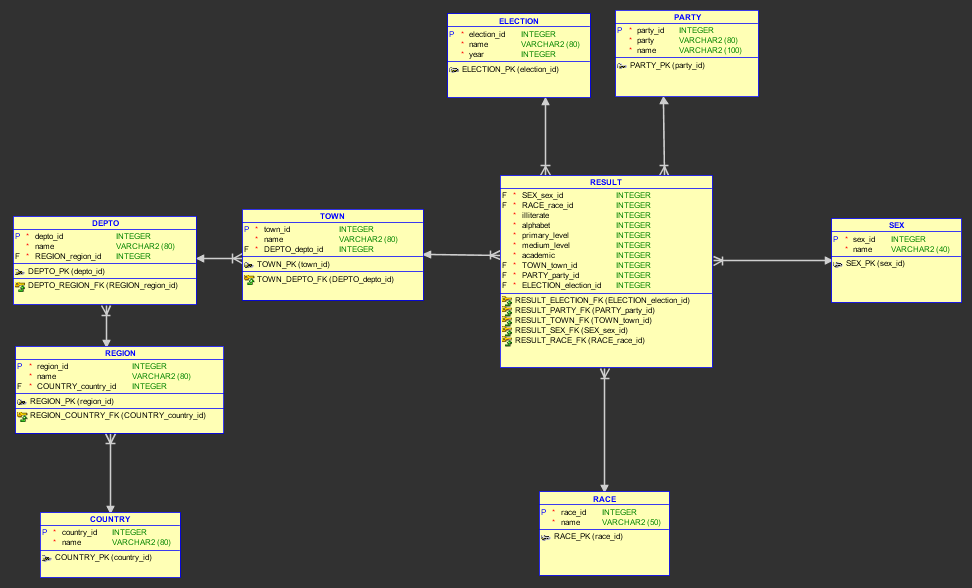 ELECTION
P * election_id INTEGER
* name VARCHAR2 (80)
* year INTEGER
ELECTION_PK (election_id)
PARTY
P * party_id INTEGER
* party VARCHAR2 (80)
* name VARCHAR2 (100)
PARTY_PK (party_id)
RESULT
F * SEX_sex_id INTEGER
F * RACE_race_id INTEGER
* illiterate INTEGER
* alphabet INTEGER
* primary_level INTEGER
* medium_level INTEGER
* academic INTEGER
F * TOWN_town_id INTEGER
F * PARTY_party_id INTEGER
F * ELECTION_election_id INTEGER
RESULT_ELECTION_FK (ELECTION_election_id)
RESULT_PARTY_FK (PARTY_party_id)
RESULT_TOWN_FK (TOWN_town_id)
RESULT_SEX_FK (SEX_sex_id)
RESULT_RACE_FK (RACE_race_id)
DEPTO
P * depto_id INTEGER
* name VARCHAR2 (80)
F * REGION_region_id INTEGER
DEPTO_PK (depto_id)
DEPTO_REGION_FK (REGION_region_id)
TOWN
P * town_id INTEGER
* name VARCHAR2 (80)
F * DEPTO_depto_id INTEGER
TOWN_PK (town_id)
TOWN_DEPTO_FK (DEPTO_depto_id)
SEX
P * sex_id INTEGER
* name VARCHAR2 (40)
SEX_PK (sex_id)
REGION
P * region_id INTEGER
* name VARCHAR2 (80)
F * COUNTRY_country_id INTEGER
REGION_PK (region_id)
REGION_COUNTRY_FK (COUNTRY_country_id)
COUNTRY
P * country_id INTEGER
* name VARCHAR2 (80)
COUNTRY_PK (country_id)
RACE
P * race_id INTEGER
* name VARCHAR2 (50)
RACE_PK (race_id)